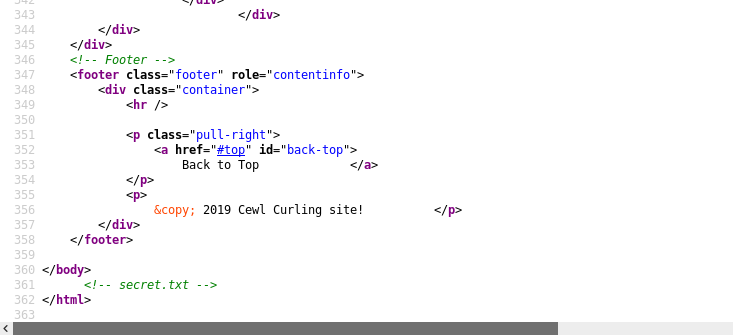 342 </div>
343 </div>
344 </div>
345 </div>
346 <!-- Footer -->
347 <footer class="footer" role="contentinfo">
348 <div class="container">
349 <hr />
350
351 <p class="pull-right">
352 <a href="#top" id="back-top">
353 Back to Top </a>
354 </p>
355 <p>
356 &copy; 2019 Cewl Curling site! </p>
357 </div>
358 </footer>
359
360 </body>
361 <!-- secret.txt -->
362 </html>
363